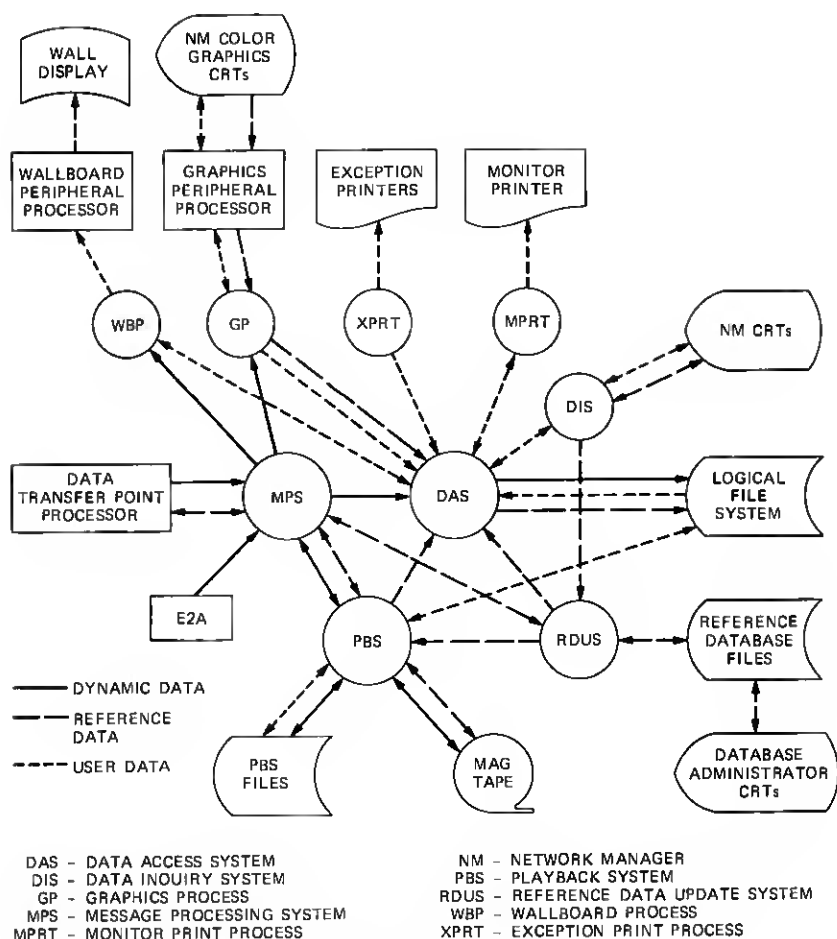 WALL
DISPLAY
NM COLOR
GRAPHICS
CRTs
WALLBOARD
PERIPHERAL
PROCESSOR
GRAPHICS
PERIPHERAL
PROCESSOR
EXCEPTION
PRINTERS
MONITOR
PRINTER
WBP
GP
XPRT
MPRT
NM CRTs
DIS
DATA
TRANSFER POINT
PROCESSOR
MPS
DAS
LOGICAL
FILE
SYSTEM
E2A
PBS
RDUS
REFERENCE
DATABASE
FILES
DYNAMIC DATA
REFERENCE
DATA
USER DATA
PBS
FILES
MAG
TAPE
DATABASE
ADMINISTRATOR
CRTs
DAS – DATA ACCESS SYSTEM
DIS – DATA INQUIRY SYSTEM
GP – GRAPHICS PROCESS
MPS – MESSAGE PROCESSING SYSTEM
MPRT – MONITOR PRINT PROCESS
NM – NETWORK MANAGER
PBS – PLAYBACK SYSTEM
RDUS – REFERENCE DATA UPDATE SYSTEM
WBP – WALLBOARD PROCESS
XPRT – EXCEPTION PRINT PROCESS